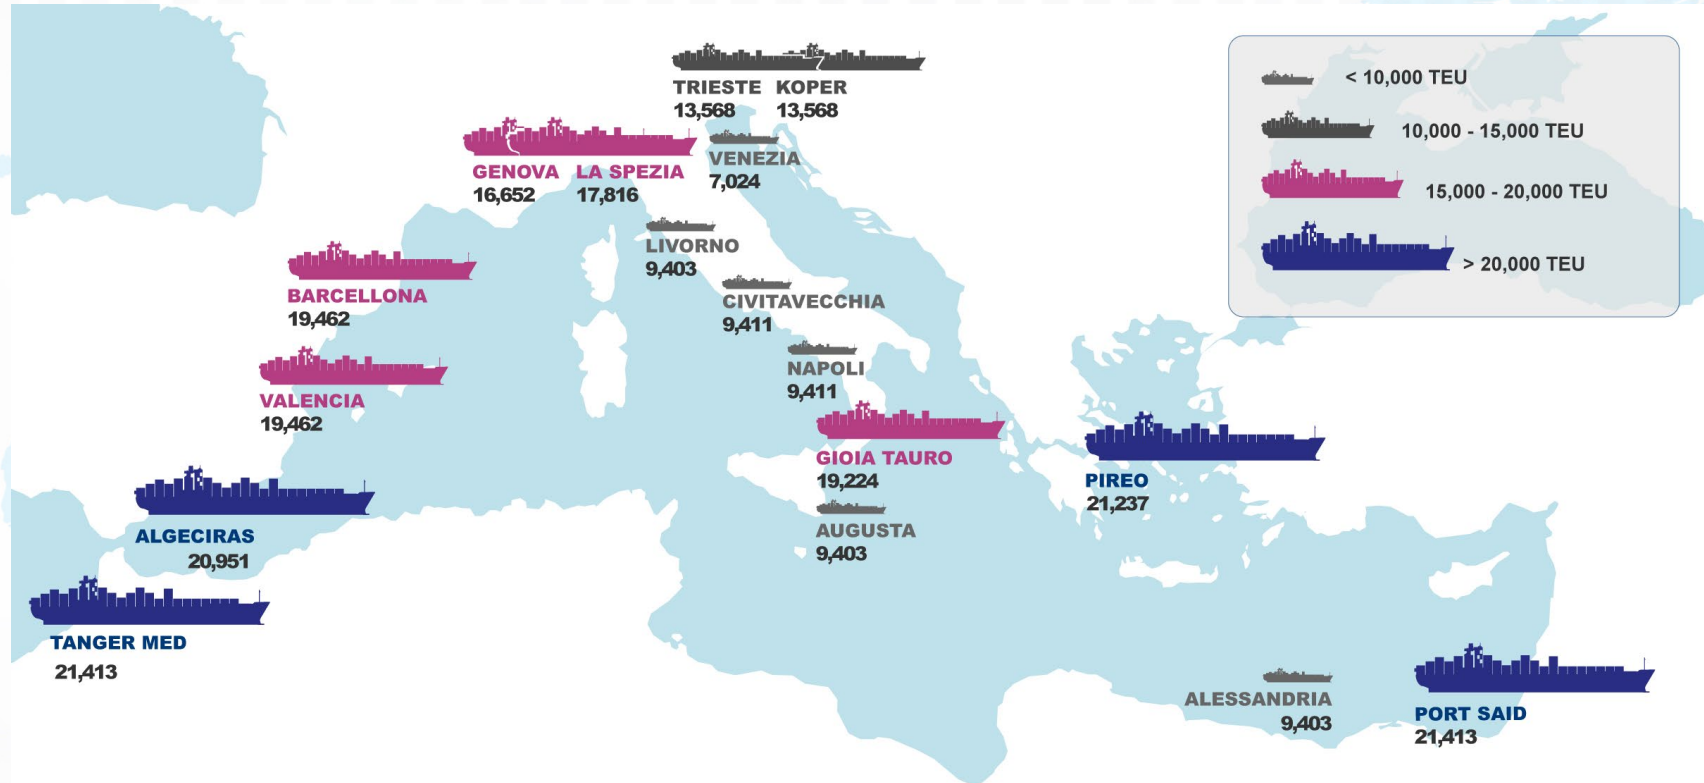 TRIESTE
13,568
KOPER
13,568
GENOVA
16,652
LA SPEZIA
17,816
VENEZIA
7,024
LIVORNO
9,403
BARCELLONA
19,462
CIVITAVECCHIA
9,411
NAPOLI
9,411
VALENCIA
19,462
GIOIA TAURO
19,224
PIREO
21,237
AUGUSTA
9,403
ALGECIRAS
20,951
TANGER MED
21,413
ALESSANDRIA
9,403
PORT SAID
21,413
< 10,000 TEU
10,000 - 15,000 TEU
15,000 - 20,000 TEU
> 20,000 TEU